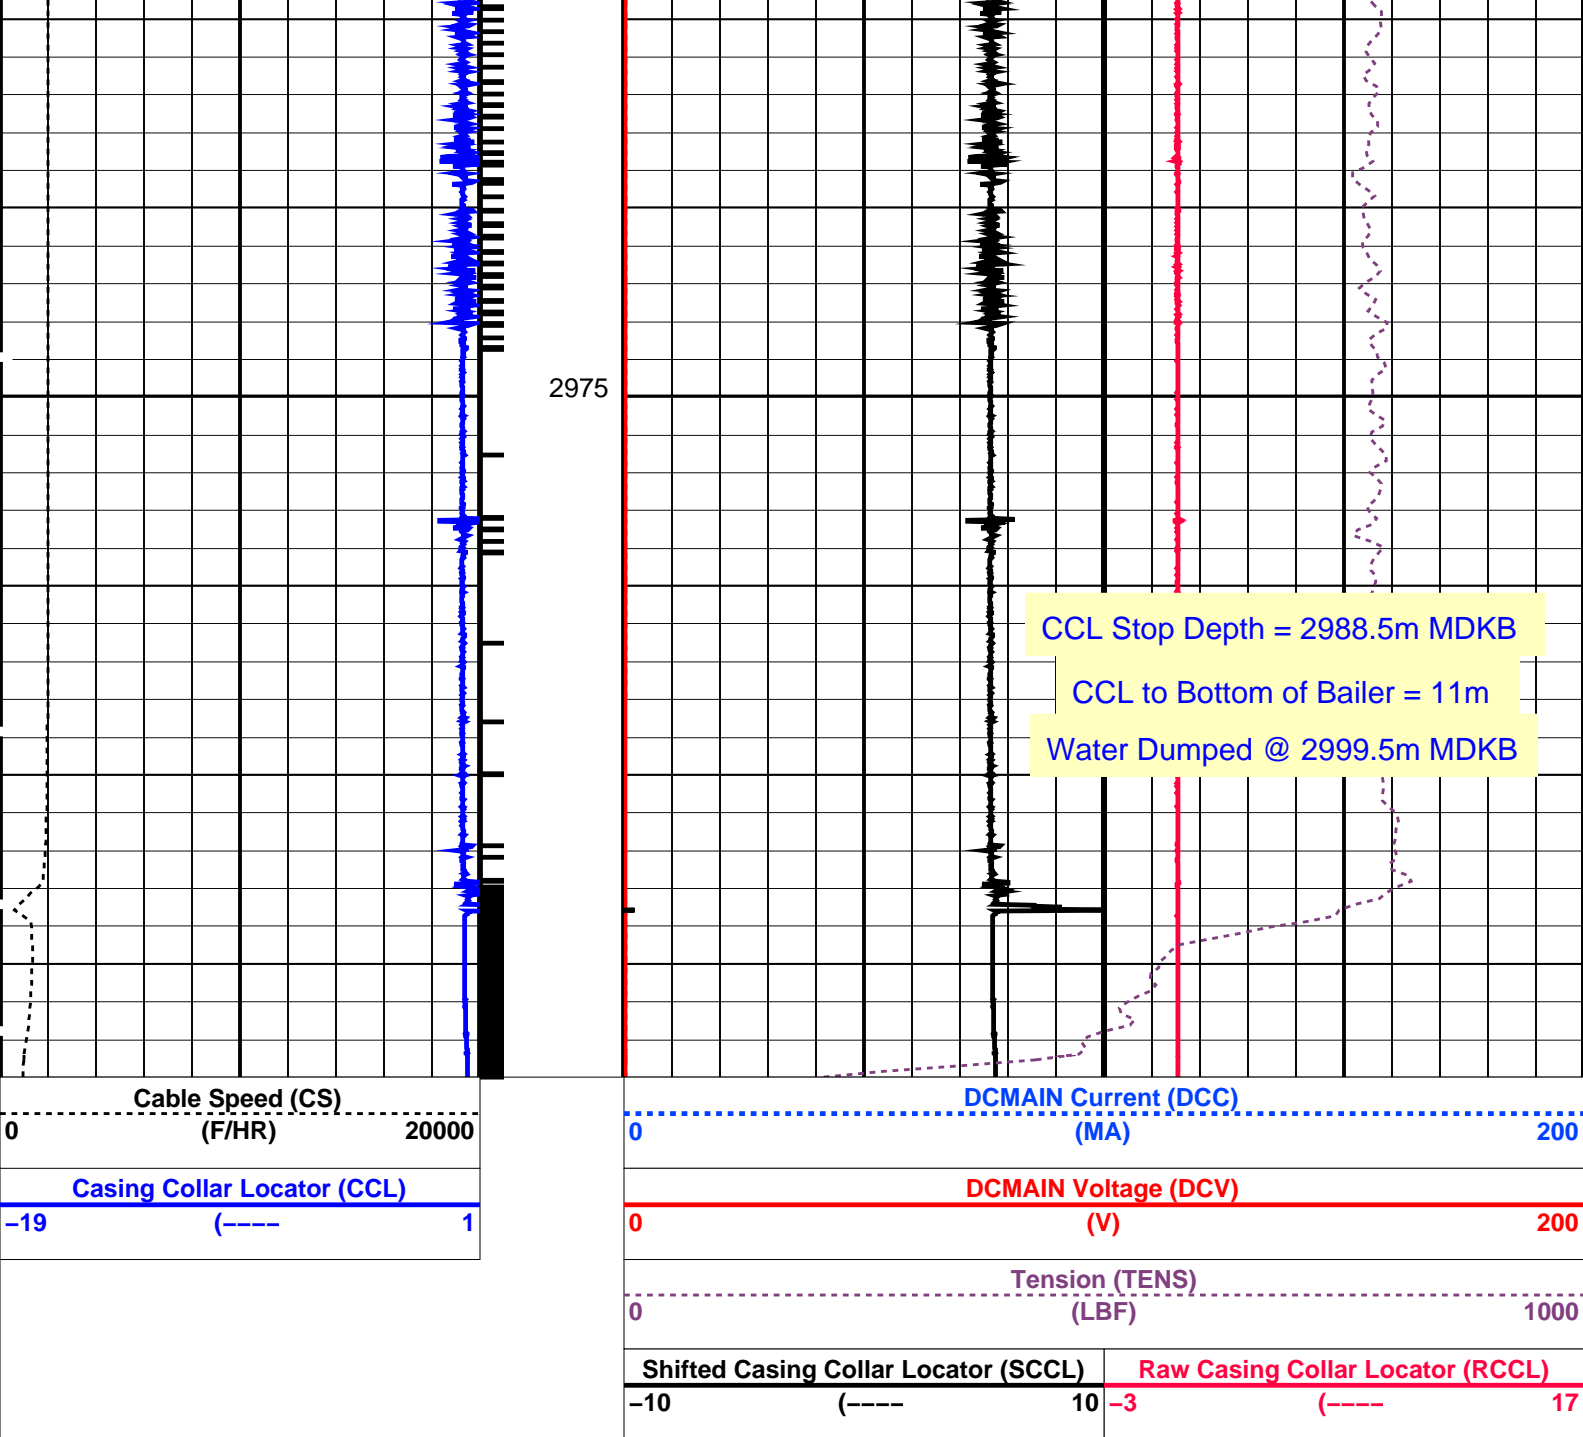 2975
CCL Stop Depth = 2988.5m MDKB
CCL to Bottom of Bailer = 11m
Water Dumped @ 2999.5m MDKB
Cable Speed (CS)
0 (F/HR) 20000
Casing Collar Locator (CCL)
−19 (−−−− 1
DCMAIN Current (DCC)
0 (MA) 200
DCMAIN Voltage (DCV)
0 (V) 200
Tension (TENS)
0 (LBF) 1000
Shifted Casing Collar Locator (SCCL)
−10 (−−−− 10
Raw Casing Collar Locator (RCCL)
−3 (−−−− 17